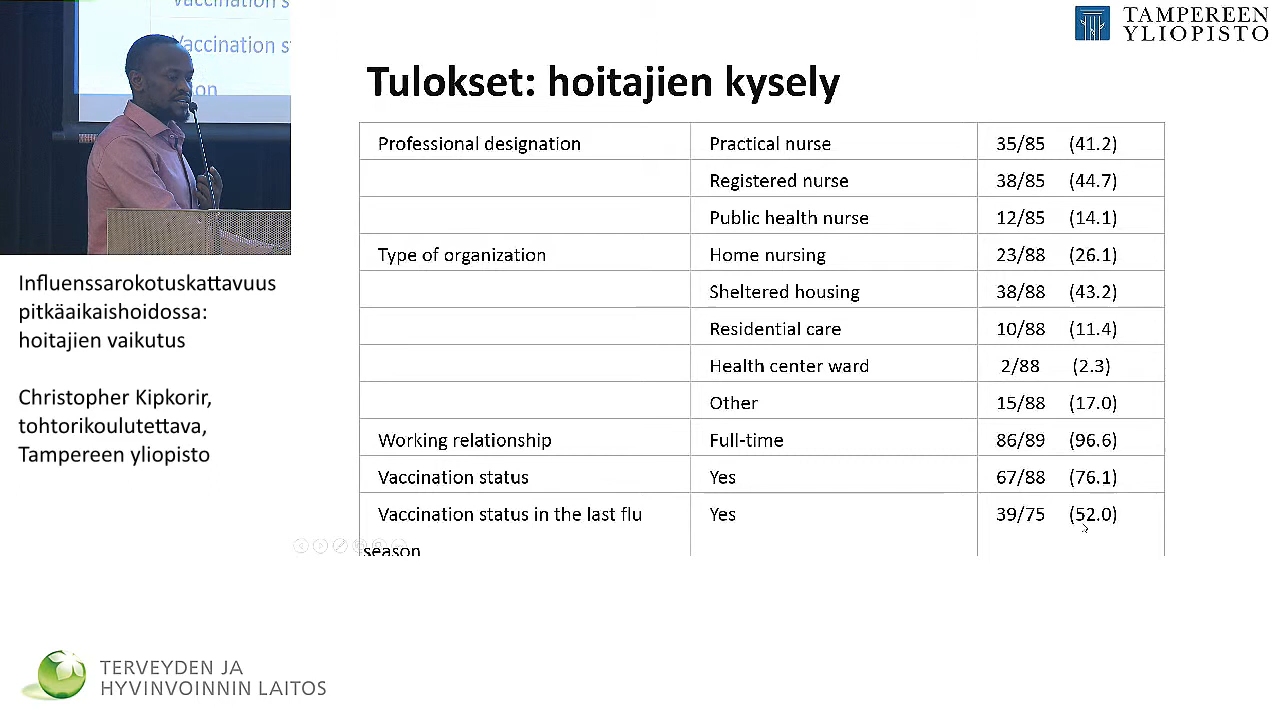 Vaccination s
Vaccination s
on
TAMPEREEN
YLIOPISTO
Tulokset: hoitajien kysely
Professional designation Practical nurse 35/85 (41.2)
Registered nurse 38/85 (44.7)
Public health nurse 12/85 (14.1)
Type of organization Home nursing 23/88 (26.1)
Sheltered housing 38/88 (43.2)
Residential care 10/88 (11.4)
Health center ward 2/88 (2.3)
Other 15/88 (17.0)
Working relationship Full-time 86/89 (96.6)
Vaccination status Yes 67/88 (76.1)
Vaccination status in the last flu Yes 39/75 (52.0)
season
Influenssarokotuskattavuus
pitkäaikaishoidossa:
hoitajien vaikutus
Christopher Kipkorir,
tohtorikoulutettava,
Tampereen yliopisto
TERVEYDEN JA
HYVINVOINNIN LAITOS